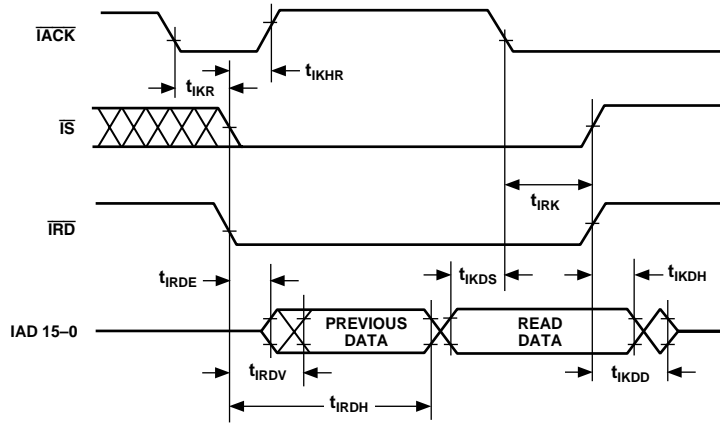 IACK
tIKR
tIKHR
IS
tIRK
IRD
tIRDE
tIKDS
tIKDH
IAD 15–0
PREVIOUS
DATA
READ
DATA
tIRDV
tIKDD
tIRDH